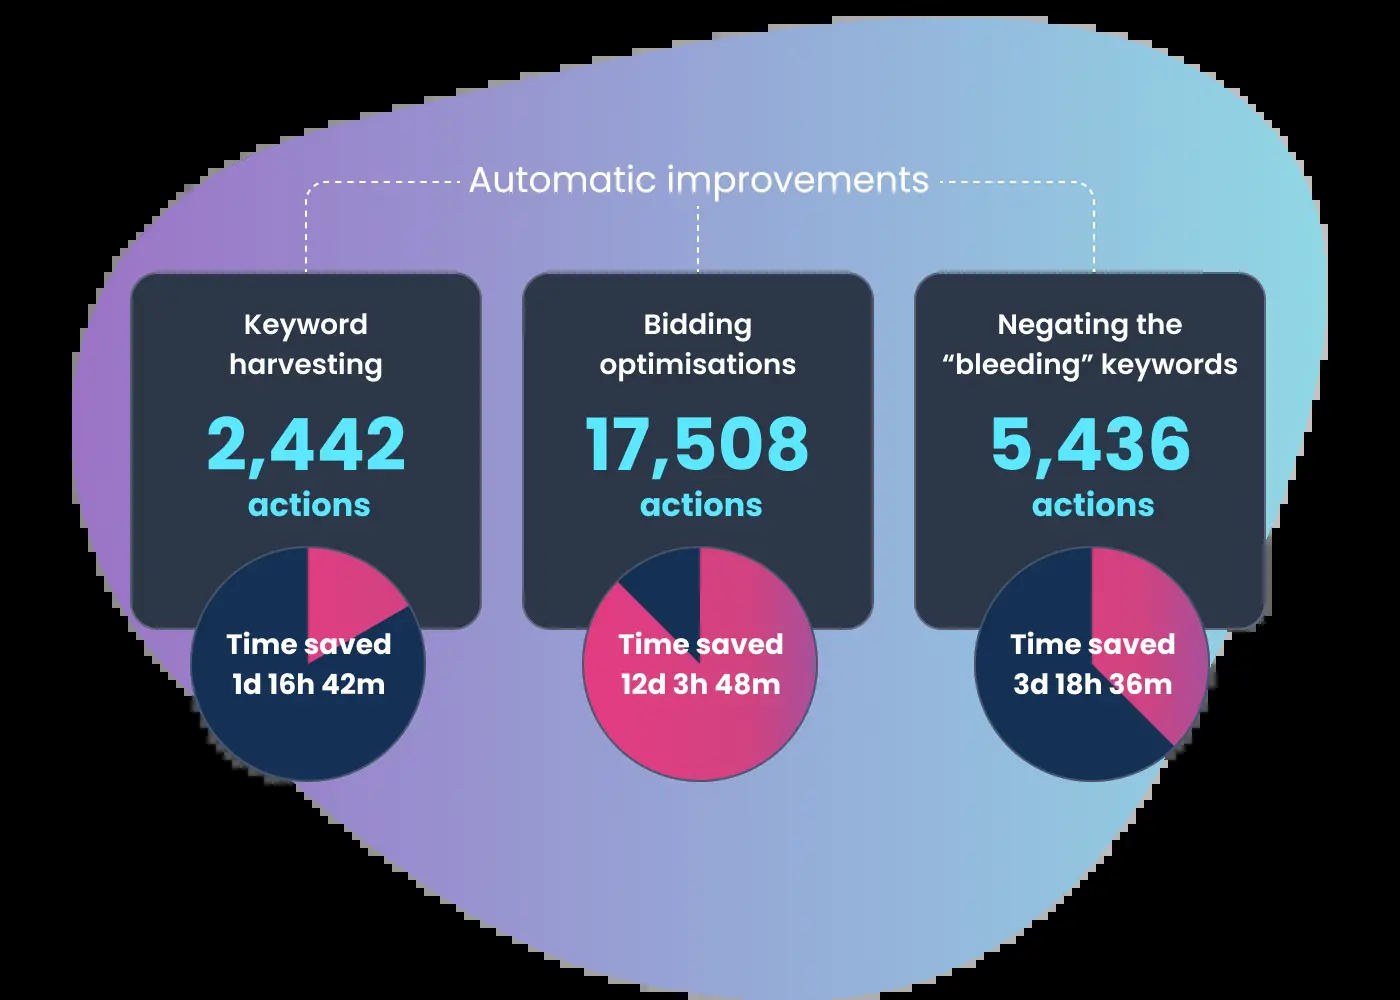 Automatic improvements
Keyword
harvesting
2,442
actions
Time saved
1d 16h 42m
Bidding
optimisations
17,508
actions
Time saved
12d 3h 48m
Negating the
“bleeding” keywords
5,436
actions
Time saved
3d 18h 36m